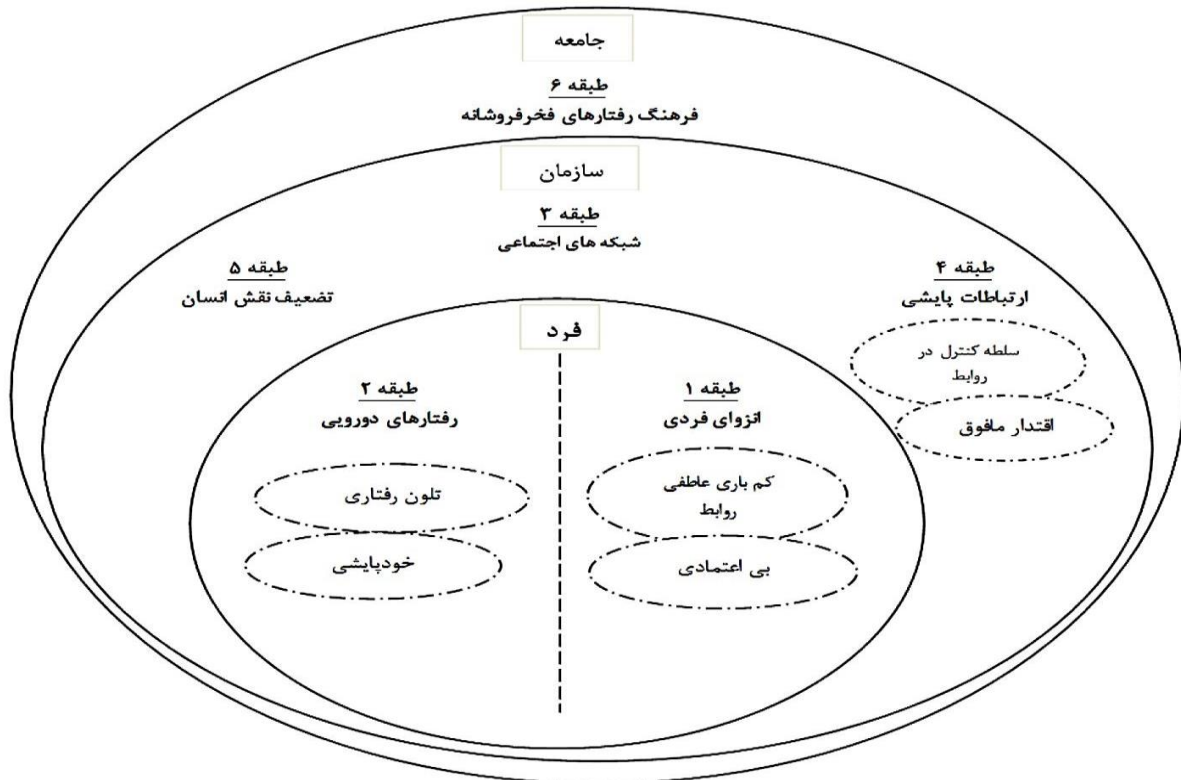 جامعه
طبقه ۶
فرهنگ رفتارهای فخرفروشانه
سازمان
طبقه ۳
شبکه های اجتماعی
طبقه ۴
ارتباطات پایشی
سلطه کنترل در
روابط
اقتدار مافوق
طبقه ۵
تضعیف نقش انسان
فرد
طبقه ۱
انزوای فردی
کم باری عاطفی
روابط
بی اعتمادی
طبقه ۲
رفتارهای دورویی
تلون رفتاری
خودپایشی